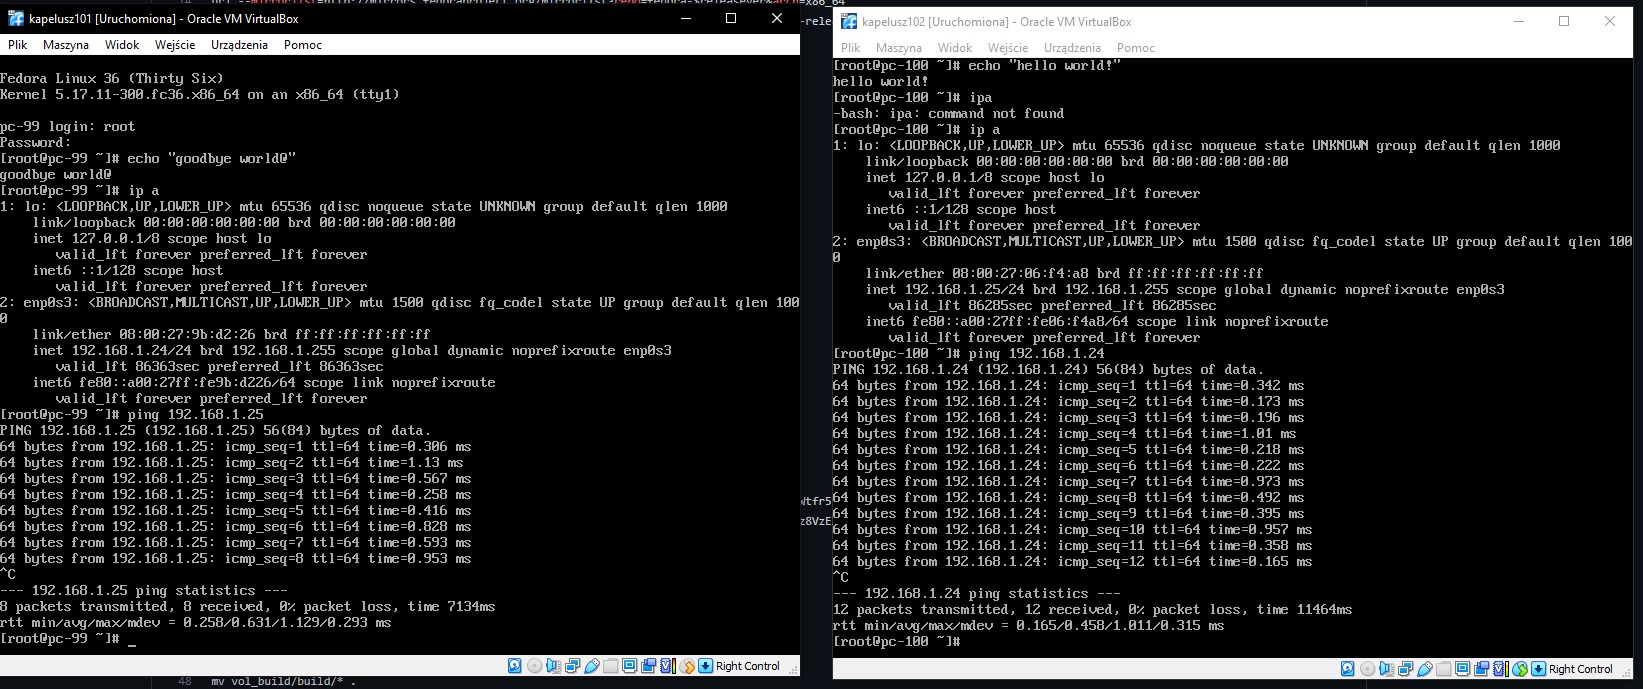 kapelusz101 [Uruchomiona] - Oracle VM VirtualBox
Plik Maszyna Widok Wejście Urządzenia Pomoc
Fedora Linux 36 (Thirty Six)
Kernel 5.17.11-300.fc36.x86_64 on an x86_64 (tty1)
pc-99 login: root
Password:
[root@pc-99 ~]# echo "goodbye world@"
goodbye world@
[root@pc-99 ~]# ip a
1: lo: <LOOPBACK,UP,LOWER_UP> mtu 65536 qdisc noqueue state UNKNOWN group default qlen 1000
link/loopback 00:00:00:00:00:00 brd 00:00:00:00:00:00
inet 127.0.0.1/8 scope host lo
valid_lft forever preferred_lft forever
inet6 ::1/128 scope host
valid_lft forever preferred_lft forever
2: enp0s3: <BROADCAST,MULTICAST,UP,LOWER_UP> mtu 1500 qdisc fq_codel state UP group default qlen 100
0
link/ether 08:00:27:9b:d2:26 brd ff:ff:ff:ff:ff:ff
inet 192.168.1.24/24 brd 192.168.1.255 scope global dynamic noprefixroute enp0s3
valid_lft 86363sec preferred_lft 86363sec
inet6 fe80::a00:27ff:fe9b:d226/64 scope link noprefixroute
valid_lft forever preferred_lft forever
[root@pc-99 ~]# ping 192.168.1.25
PING 192.168.1.25 (192.168.1.25) 56(84) bytes of data.
64 bytes from 192.168.1.25: icmp_seq=1 ttl=64 time=0.306 ms
64 bytes from 192.168.1.25: icmp_seq=2 ttl=64 time=1.13 ms
64 bytes from 192.168.1.25: icmp_seq=3 ttl=64 time=0.567 ms
64 bytes from 192.168.1.25: icmp_seq=4 ttl=64 time=0.258 ms
64 bytes from 192.168.1.25: icmp_seq=5 ttl=64 time=0.416 ms
64 bytes from 192.168.1.25: icmp_seq=6 ttl=64 time=0.828 ms
64 bytes from 192.168.1.25: icmp_seq=7 ttl=64 time=0.593 ms
64 bytes from 192.168.1.25: icmp_seq=8 ttl=64 time=0.953 ms
^C
--- 192.168.1.25 ping statistics ---
8 packets transmitted, 8 received, 0% packet loss, time 7134ms
rtt min/avg/max/mdev = 0.258/0.631/1.129/0.293 ms
[root@pc-99 ~]# _
Right Control
48 mv vol_build/build/* .
kapelusz102 [Uruchomiona] - Oracle VM VirtualBox
Plik Maszyna Widok Wejście Urządzenia Pomoc
[root@pc-100 ~]# echo "hello world!"
hello world!
[root@pc-100 ~]# ipa
-bash: ipa: command not found
[root@pc-100 ~]# ip a
1: lo: <LOOPBACK,UP,LOWER_UP> mtu 65536 qdisc noqueue state UNKNOWN group default qlen 1000
link/loopback 00:00:00:00:00:00 brd 00:00:00:00:00:00
inet 127.0.0.1/8 scope host lo
valid_lft forever preferred_lft forever
inet6 ::1/128 scope host
valid_lft forever preferred_lft forever
2: enp0s3: <BROADCAST,MULTICAST,UP,LOWER_UP> mtu 1500 qdisc fq_codel state UP group default qlen 100
0
link/ether 08:00:27:06:f4:a8 brd ff:ff:ff:ff:ff:ff
inet 192.168.1.25/24 brd 192.168.1.255 scope global dynamic noprefixroute enp0s3
valid_lft 86285sec preferred_lft 86285sec
inet6 fe80::a00:27ff:fe06:f4a8/64 scope link noprefixroute
valid_lft forever preferred_lft forever
[root@pc-100 ~]# ping 192.168.1.24
PING 192.168.1.24 (192.168.1.24) 56(84) bytes of data.
64 bytes from 192.168.1.24: icmp_seq=1 ttl=64 time=0.342 ms
64 bytes from 192.168.1.24: icmp_seq=2 ttl=64 time=0.173 ms
64 bytes from 192.168.1.24: icmp_seq=3 ttl=64 time=0.196 ms
64 bytes from 192.168.1.24: icmp_seq=4 ttl=64 time=1.01 ms
64 bytes from 192.168.1.24: icmp_seq=5 ttl=64 time=0.218 ms
64 bytes from 192.168.1.24: icmp_seq=6 ttl=64 time=0.222 ms
64 bytes from 192.168.1.24: icmp_seq=7 ttl=64 time=0.973 ms
64 bytes from 192.168.1.24: icmp_seq=8 ttl=64 time=0.492 ms
64 bytes from 192.168.1.24: icmp_seq=9 ttl=64 time=0.395 ms
64 bytes from 192.168.1.24: icmp_seq=10 ttl=64 time=0.957 ms
64 bytes from 192.168.1.24: icmp_seq=11 ttl=64 time=0.358 ms
64 bytes from 192.168.1.24: icmp_seq=12 ttl=64 time=0.165 ms
^C
--- 192.168.1.24 ping statistics ---
12 packets transmitted, 12 received, 0% packet loss, time 11464ms
rtt min/avg/max/mdev = 0.165/0.458/1.011/0.315 ms
[root@pc-100 ~]#
Right Control